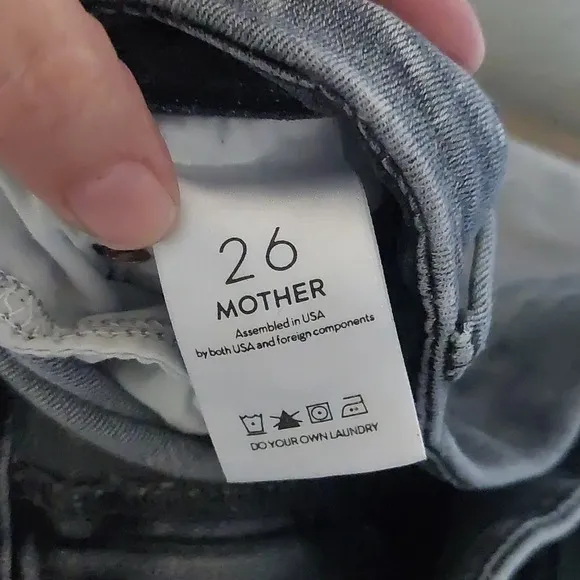 26
MOTHER
Assembled in USA
by both USA and foreign components
DO YOUR OWN LAUNDRY